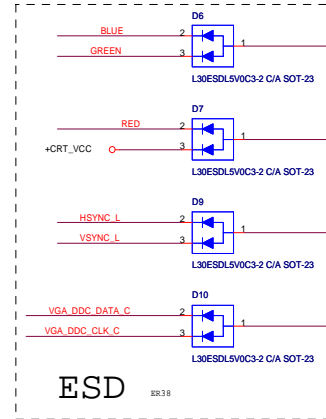 D6
BLUE 2 1
GREEN 3
L30ESDL5V0C3-2 C/A SOT-23
D7
RED 2 1
+CRT_VCC 3
L30ESDL5V0C3-2 C/A SOT-23
D9
HSYNC_L 2 1
VSYNC_L 3
L30ESDL5V0C3-2 C/A SOT-23
D10
VGA_DDC_DATA_C 2 1
VGA_DDC_CLK_C 3
L30ESDL5V0C3-2 C/A SOT-23
ESD ER38